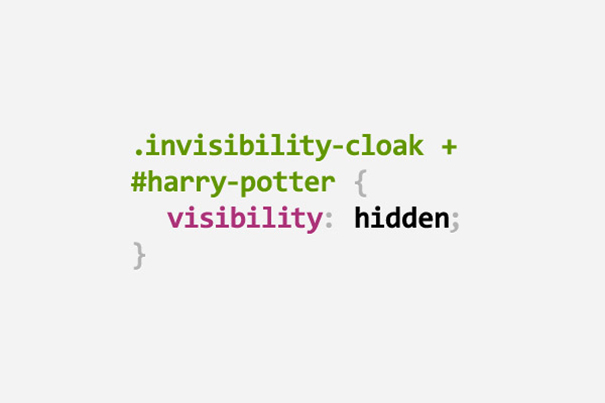 .invisibility-cloak +
#harry-potter {
  visibility: hidden;
}